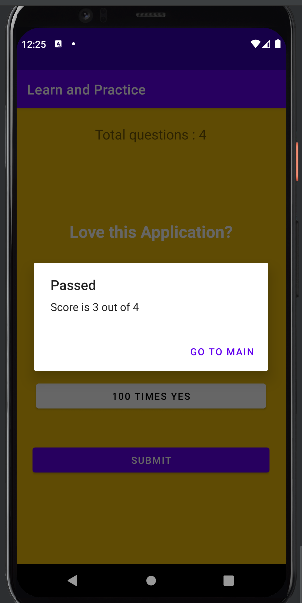 12:25
Learn and Practice
Total questions : 4
Love this Application?
Passed
Score is 3 out of 4
GO TO MAIN
100 TIMES YES
SUBMIT